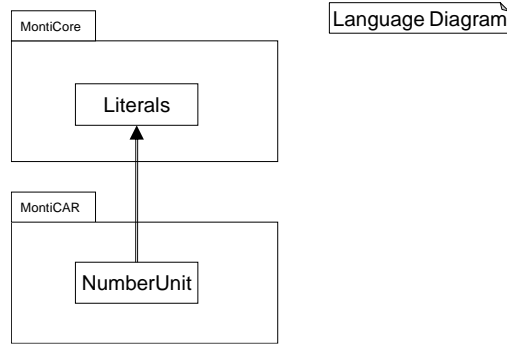 MontiCore
Language Diagram
Literals
MontiCAR
NumberUnit